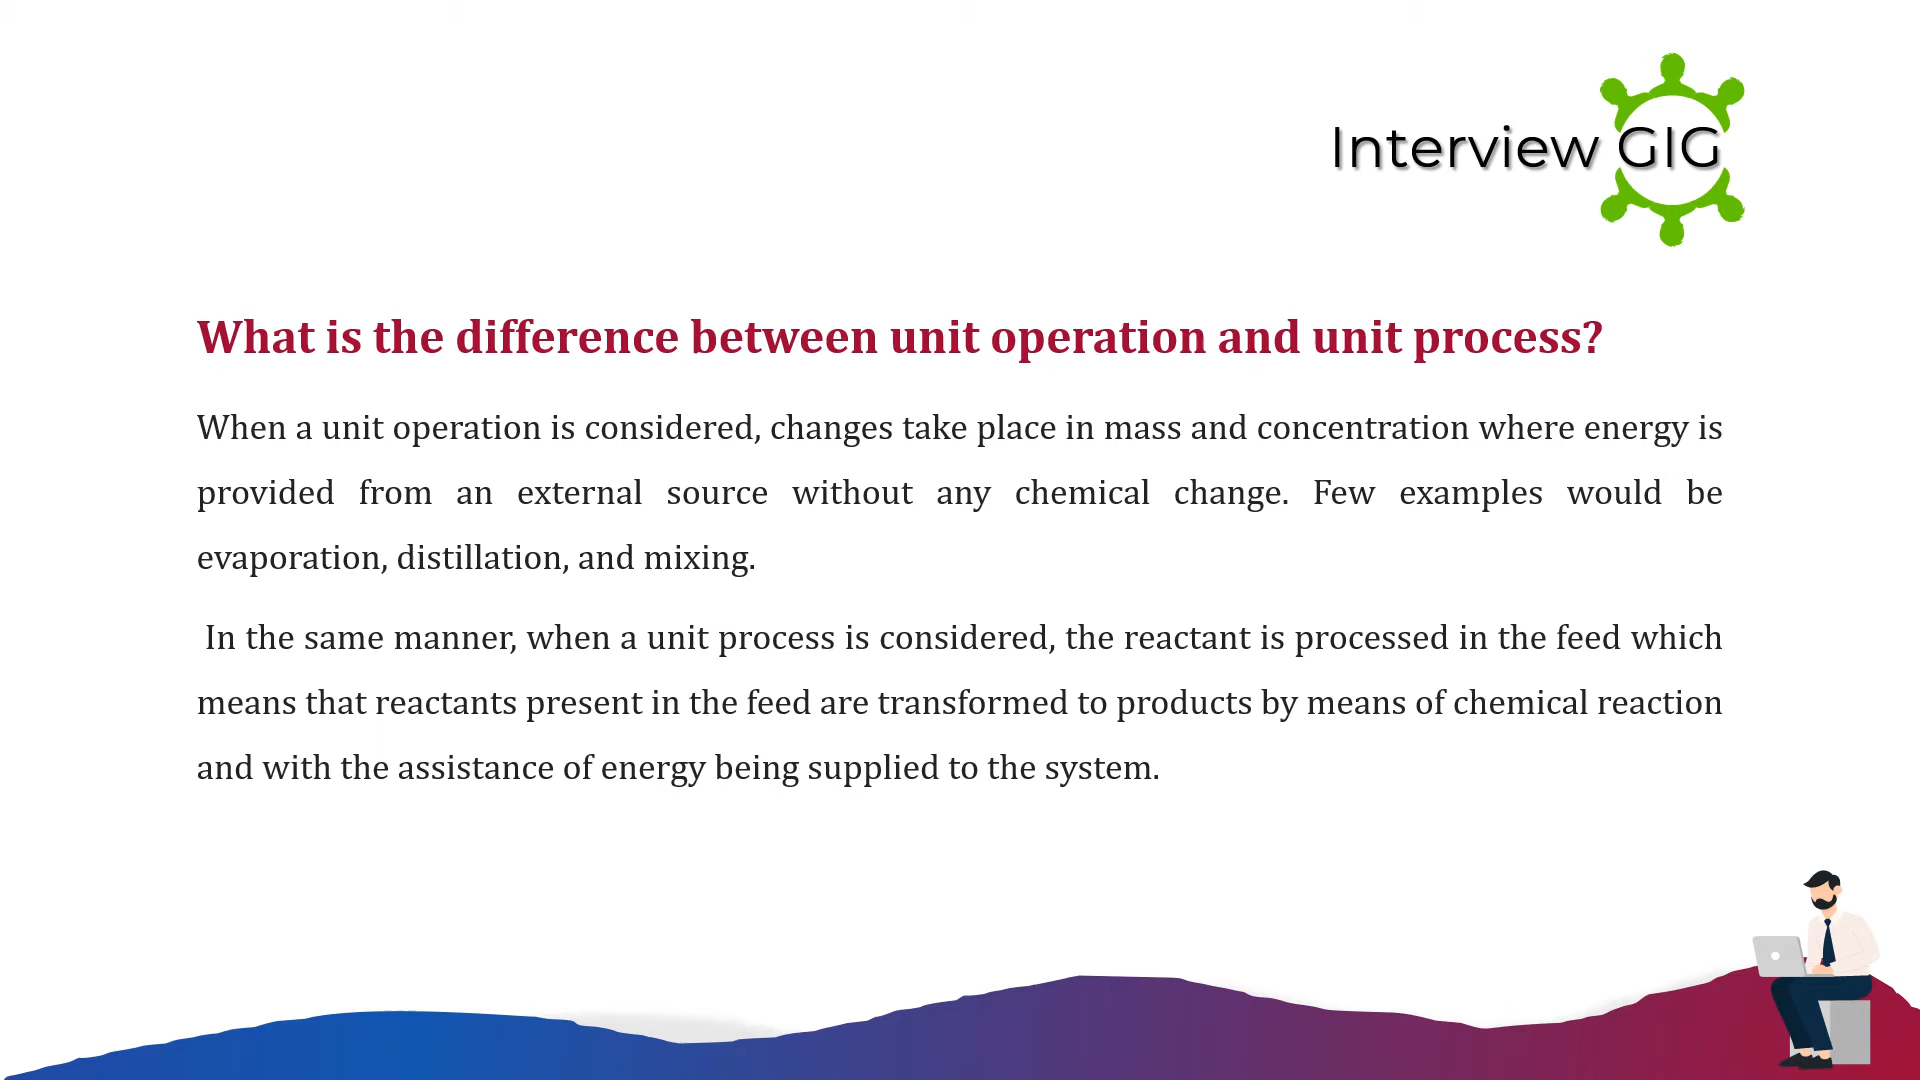 Interview GIG
What is the difference between unit operation and unit process?
When a unit operation is considered, changes take place in mass and concentration where energy is
provided from an external source without any chemical change. Few examples would be
evaporation, distillation, and mixing.
In the same manner, when a unit process is considered, the reactant is processed in the feed which
means that reactants present in the feed are transformed to products by means of chemical reaction
and with the assistance of energy being supplied to the system.